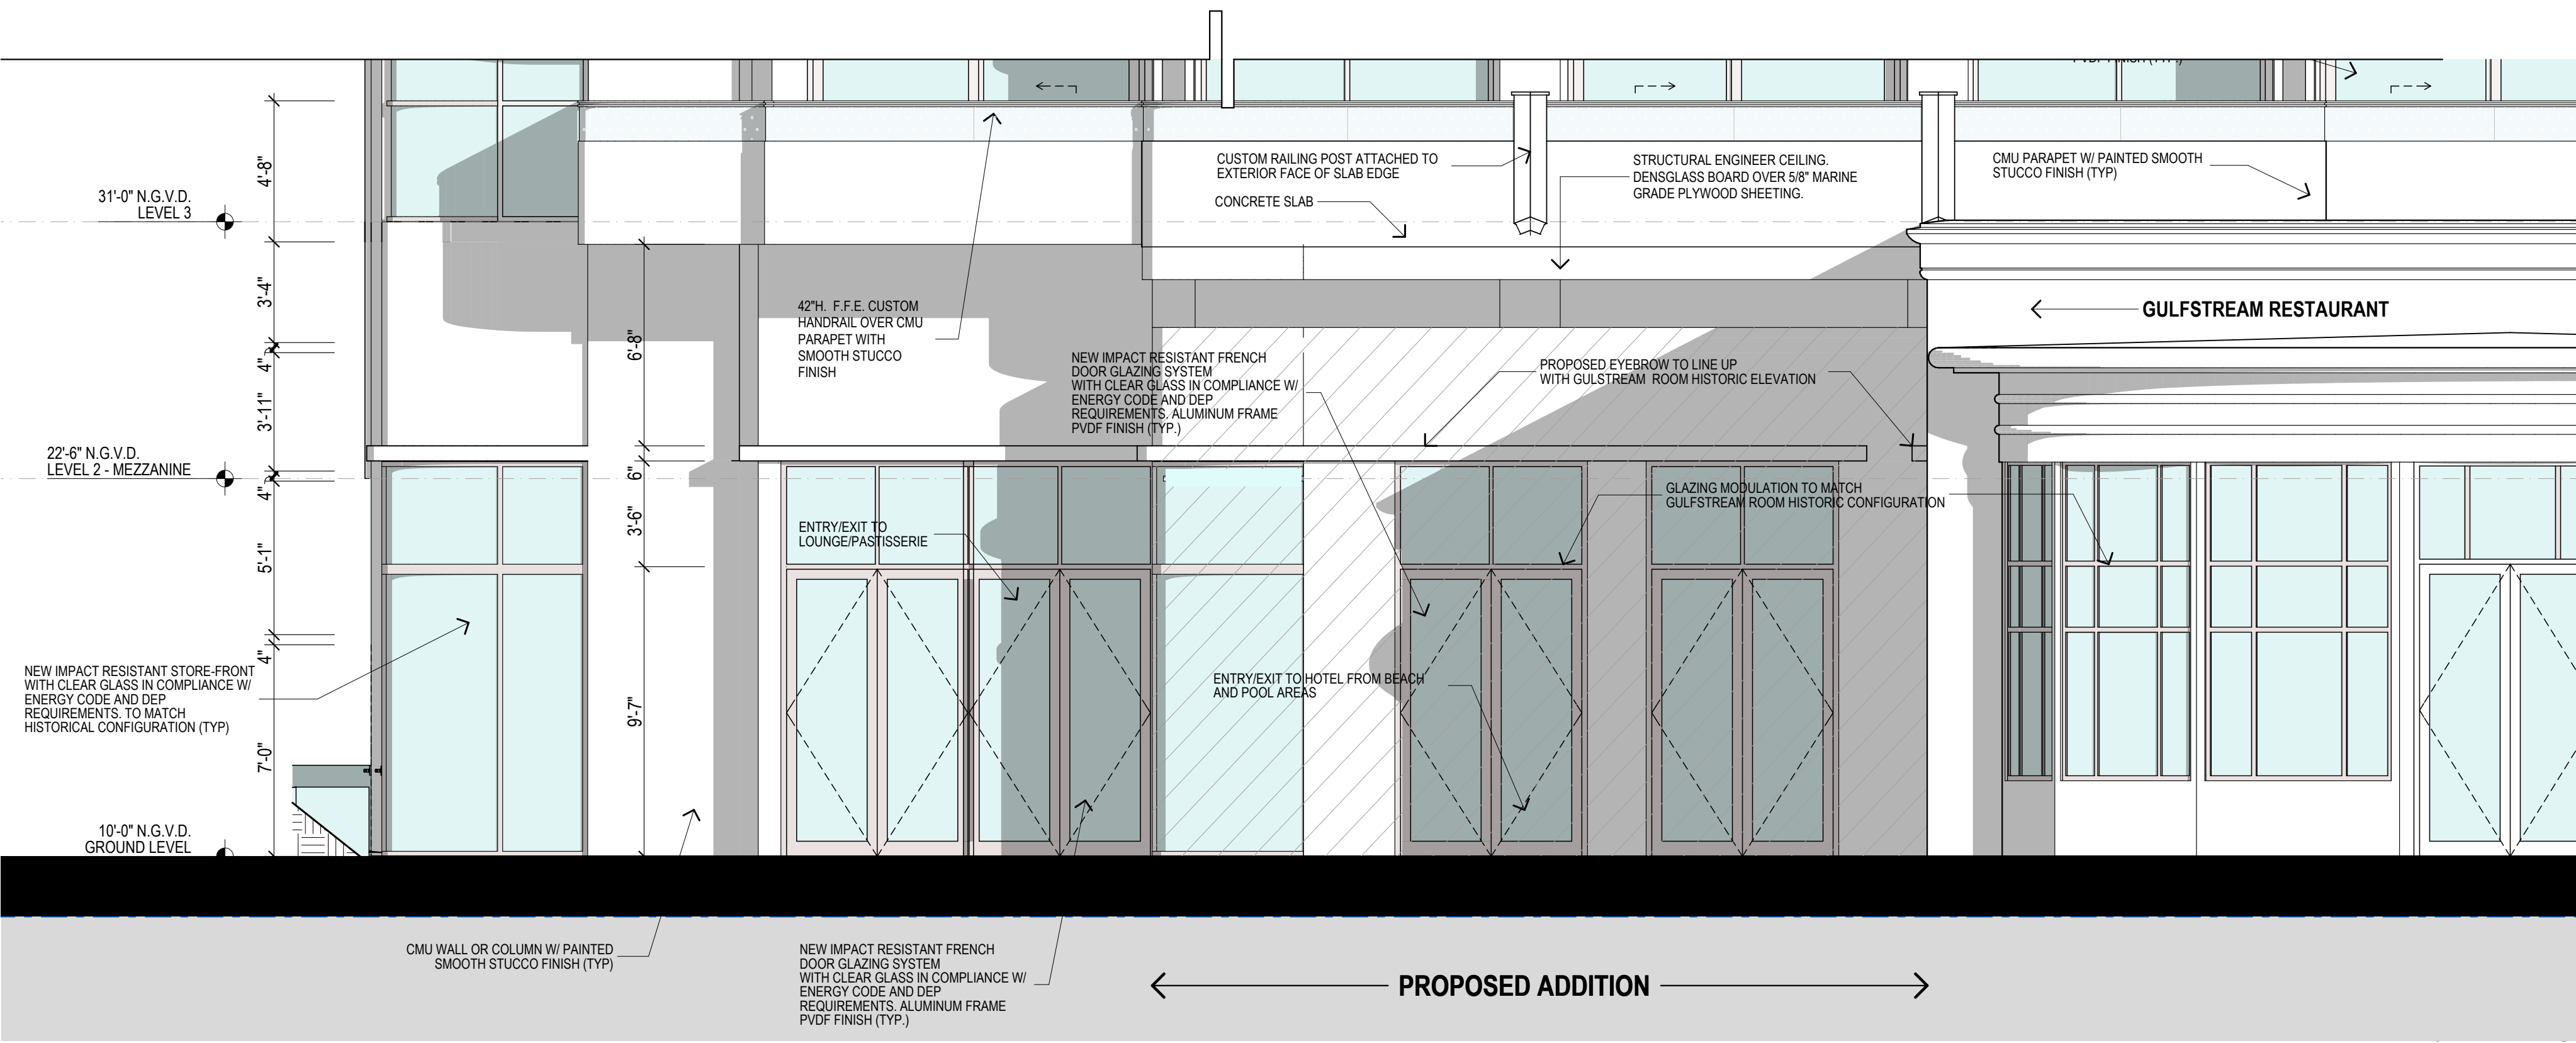 4'-8"
31'-0" N.G.V.D.
LEVEL 3
3'-4"
4"
3'-11"
22'-6" N.G.V.D.
LEVEL 2 - MEZZANINE
4"
5'-1"
4"
NEW IMPACT RESISTANT STORE-FRONT
WITH CLEAR GLASS IN COMPLIANCE W/
ENERGY CODE AND DEP
REQUIREMENTS. TO MATCH
HISTORICAL CONFIGURATION (TYP)
7'-0"
10'-0" N.G.V.D.
GROUND LEVEL
6'-8"
6"
3'-6"
9'-7"
42"H. F.F.E. CUSTOM
HANDRAIL OVER CMU
PARAPET WITH
SMOOTH STUCCO
FINISH
ENTRY/EXIT TO
LOUNGE/PASTISSERIE
NEW IMPACT RESISTANT FRENCH
DOOR GLAZING SYSTEM
WITH CLEAR GLASS IN COMPLIANCE W/
ENERGY CODE AND DEP
REQUIREMENTS. ALUMINUM FRAME
PVDF FINISH (TYP.)
CUSTOM RAILING POST ATTACHED TO
EXTERIOR FACE OF SLAB EDGE
CONCRETE SLAB
STRUCTURAL ENGINEER CEILING.
DENSGLASS BOARD OVER 5/8" MARINE
GRADE PLYWOOD SHEETING.
PVDF FINISH (TYP.)
CMU PARAPET W/ PAINTED SMOOTH
STUCCO FINISH (TYP)
GULFSTREAM RESTAURANT
PROPOSED EYEBROW TO LINE UP
WITH GULSTREAM ROOM HISTORIC ELEVATION
GLAZING MODULATION TO MATCH
GULFSTREAM ROOM HISTORIC CONFIGURATION
ENTRY/EXIT TO HOTEL FROM BEACH
AND POOL AREAS
CMU WALL OR COLUMN W/ PAINTED
SMOOTH STUCCO FINISH (TYP)
NEW IMPACT RESISTANT FRENCH
DOOR GLAZING SYSTEM
WITH CLEAR GLASS IN COMPLIANCE W/
ENERGY CODE AND DEP
REQUIREMENTS. ALUMINUM FRAME
PVDF FINISH (TYP.)
PROPOSED ADDITION